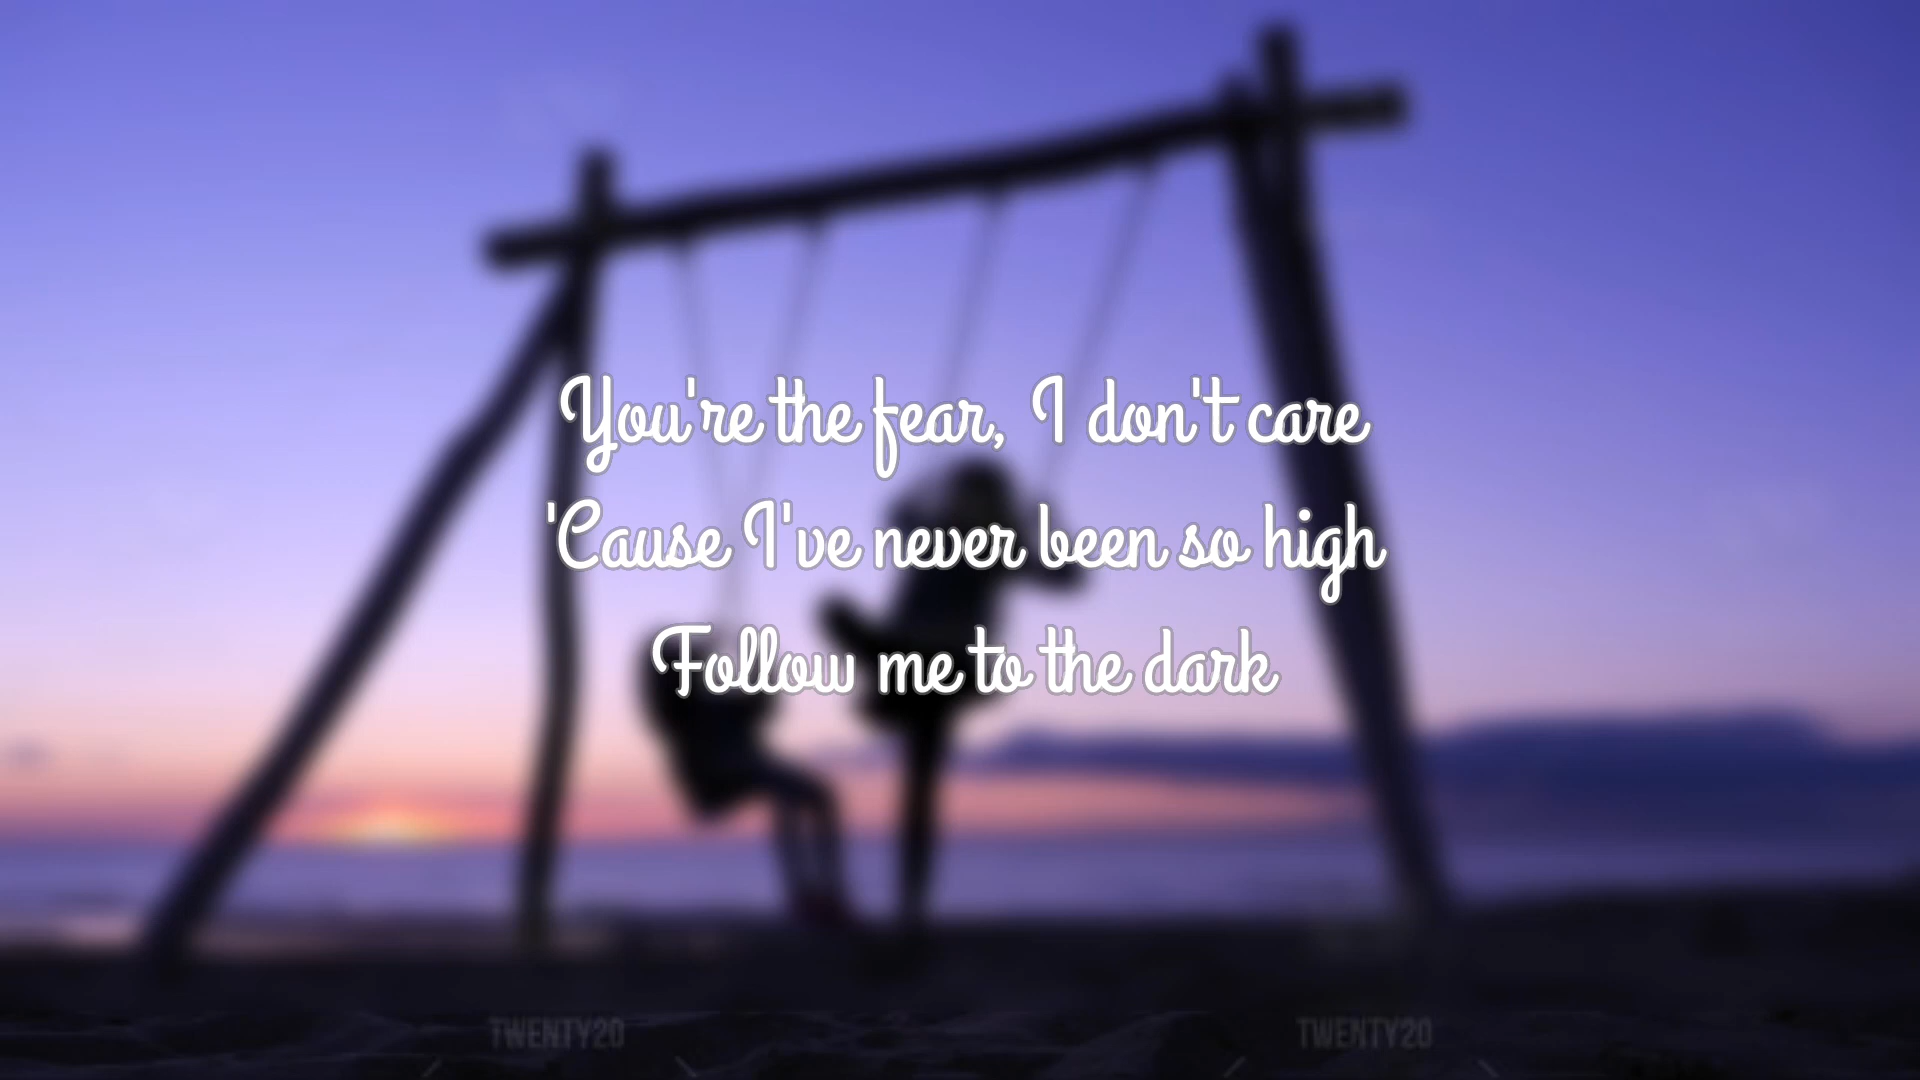 You're the fear, I don't care
'Cause I've never been so high
Follow me to the dark
TWENTY20 TWENTY20